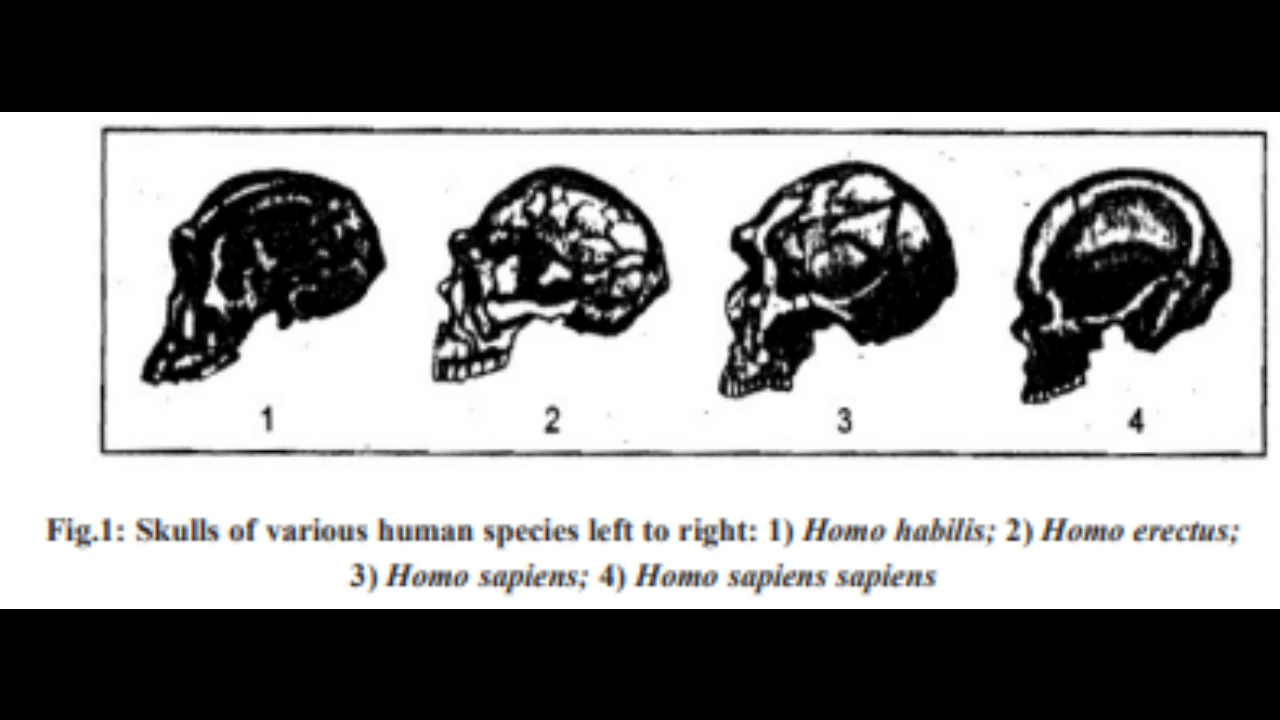 1 2 3 4
Fig.1: Skulls of various human species left to right: 1) Homo habilis; 2) Homo erectus;
3) Homo sapiens; 4) Homo sapiens sapiens